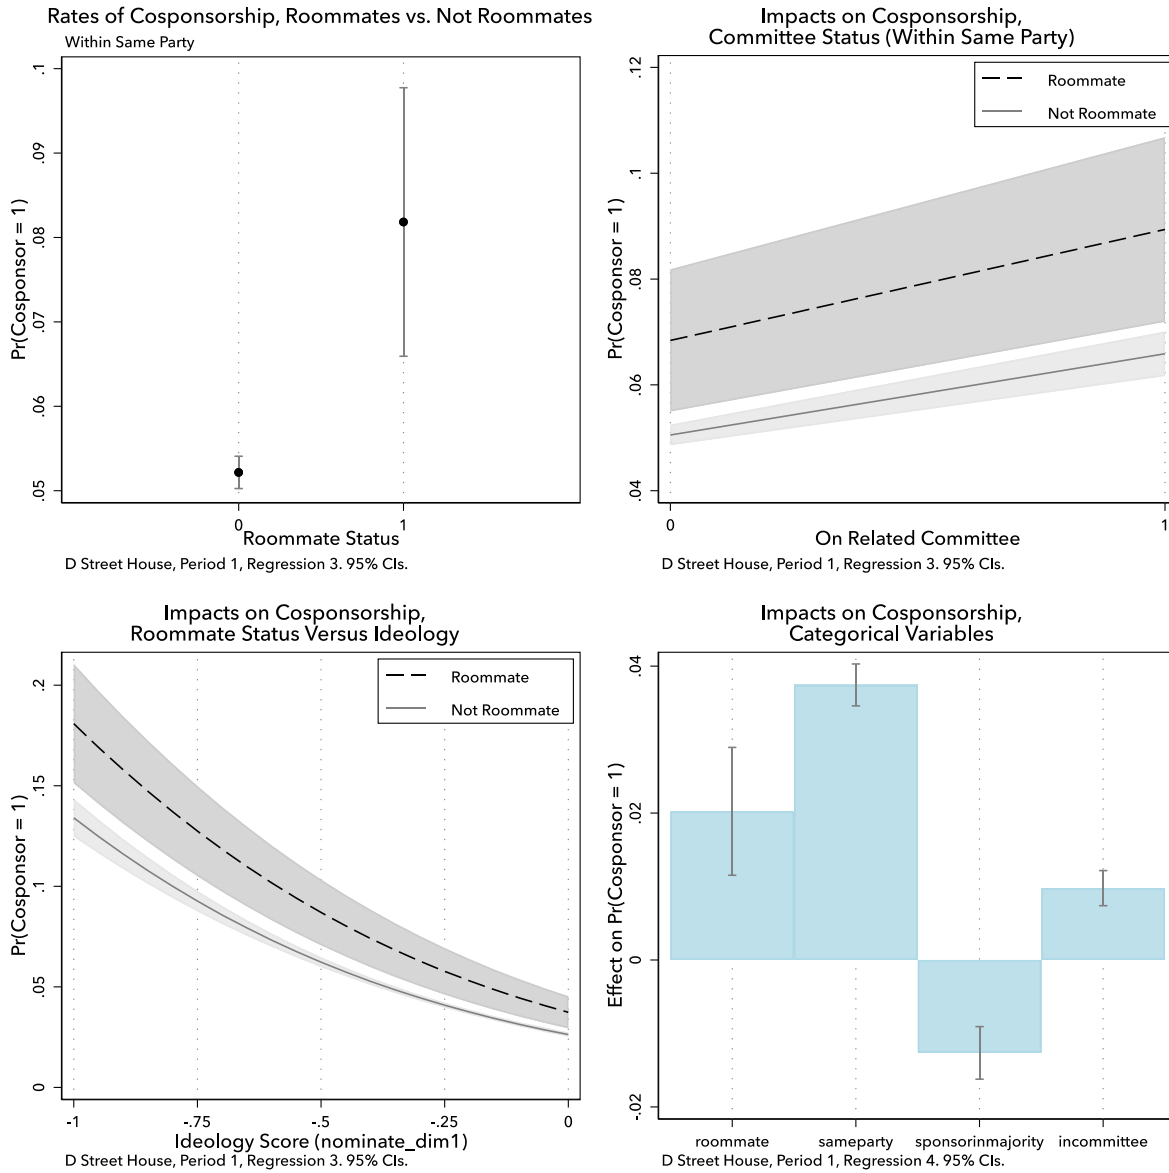 Rates of Cosponsorship, Roommates vs. Not Roommates
Within Same Party
Pr(Cosponsor = 1)
.1
.09
.08
.07
.06
.05
0
1
Roommate Status
D Street House, Period 1, Regression 3. 95% CIs.
Impacts on Cosponsorship,
Committee Status (Within Same Party)
Roommate
Not Roommate
Pr(Cosponsor = 1)
.12
.1
.08
.06
.04
0
1
On Related Committee
D Street House, Period 1, Regression 3. 95% CIs.
Impacts on Cosponsorship,
Roommate Status Versus Ideology
Roommate
Not Roommate
Pr(Cosponsor = 1)
.2
.15
.1
.05
0
-1
-.75
-.5
-.25
0
Ideology Score (nominate_dim1)
D Street House, Period 1, Regression 3. 95% CIs.
Impacts on Cosponsorship,
Categorical Variables
Effect on Pr(Cosponsor = 1)
.04
.02
0
-.02
roommate
sameparty
sponsorinmajority
incommittee
D Street House, Period 1, Regression 4. 95% CIs.